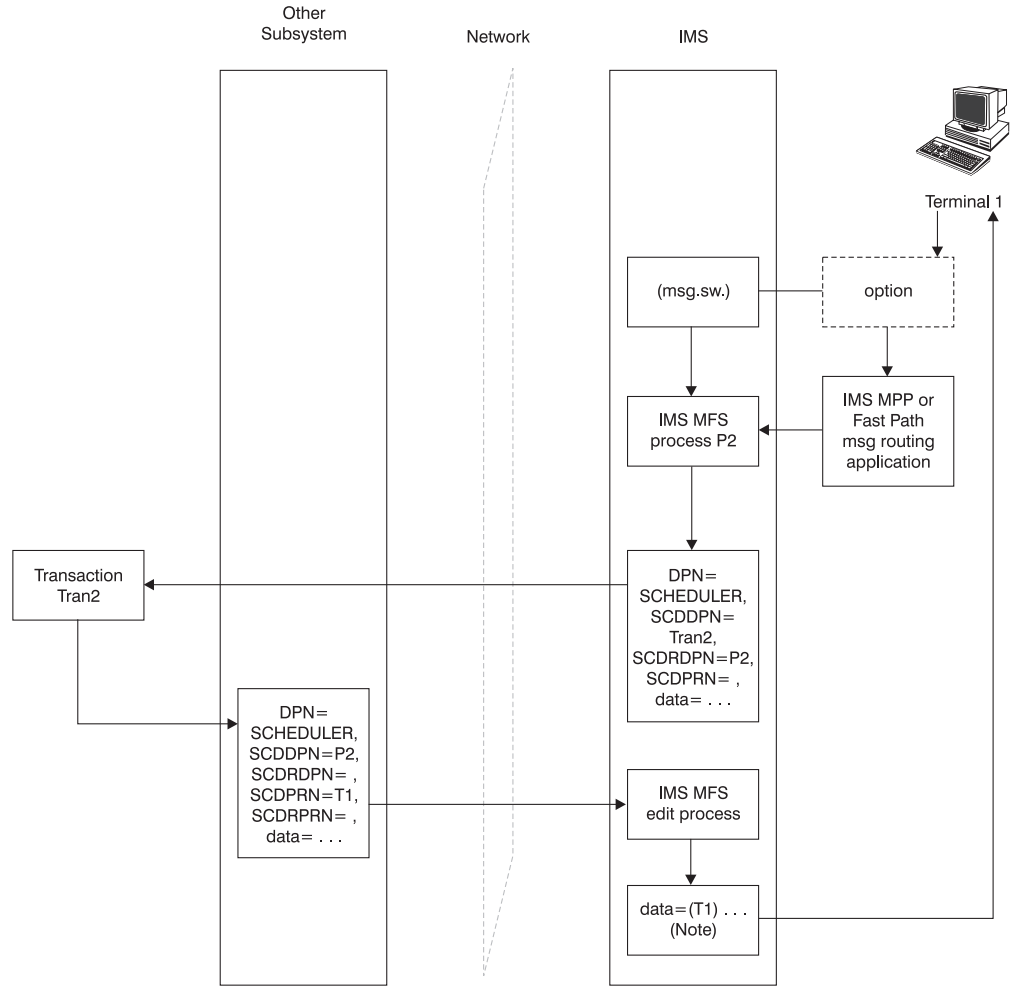 Other
Subsystem
Network
IMS
Terminal 1
(msg.sw.)
option
IMS MFS
process P2
IMS MPP or
Fast Path
msg routing
application
Transaction
Tran2
DPN=
SCHEDULER,
SCDDPN=
Tran2,
SCDRDPN=P2,
SCDPRN= ,
data= . . .
DPN=
SCHEDULER,
SCDDPN=P2,
SCDRDPN= ,
SCDPRN=T1,
SCDRPRN= ,
data= . . .
IMS MFS
edit process
data=(T1) . . .
(Note)